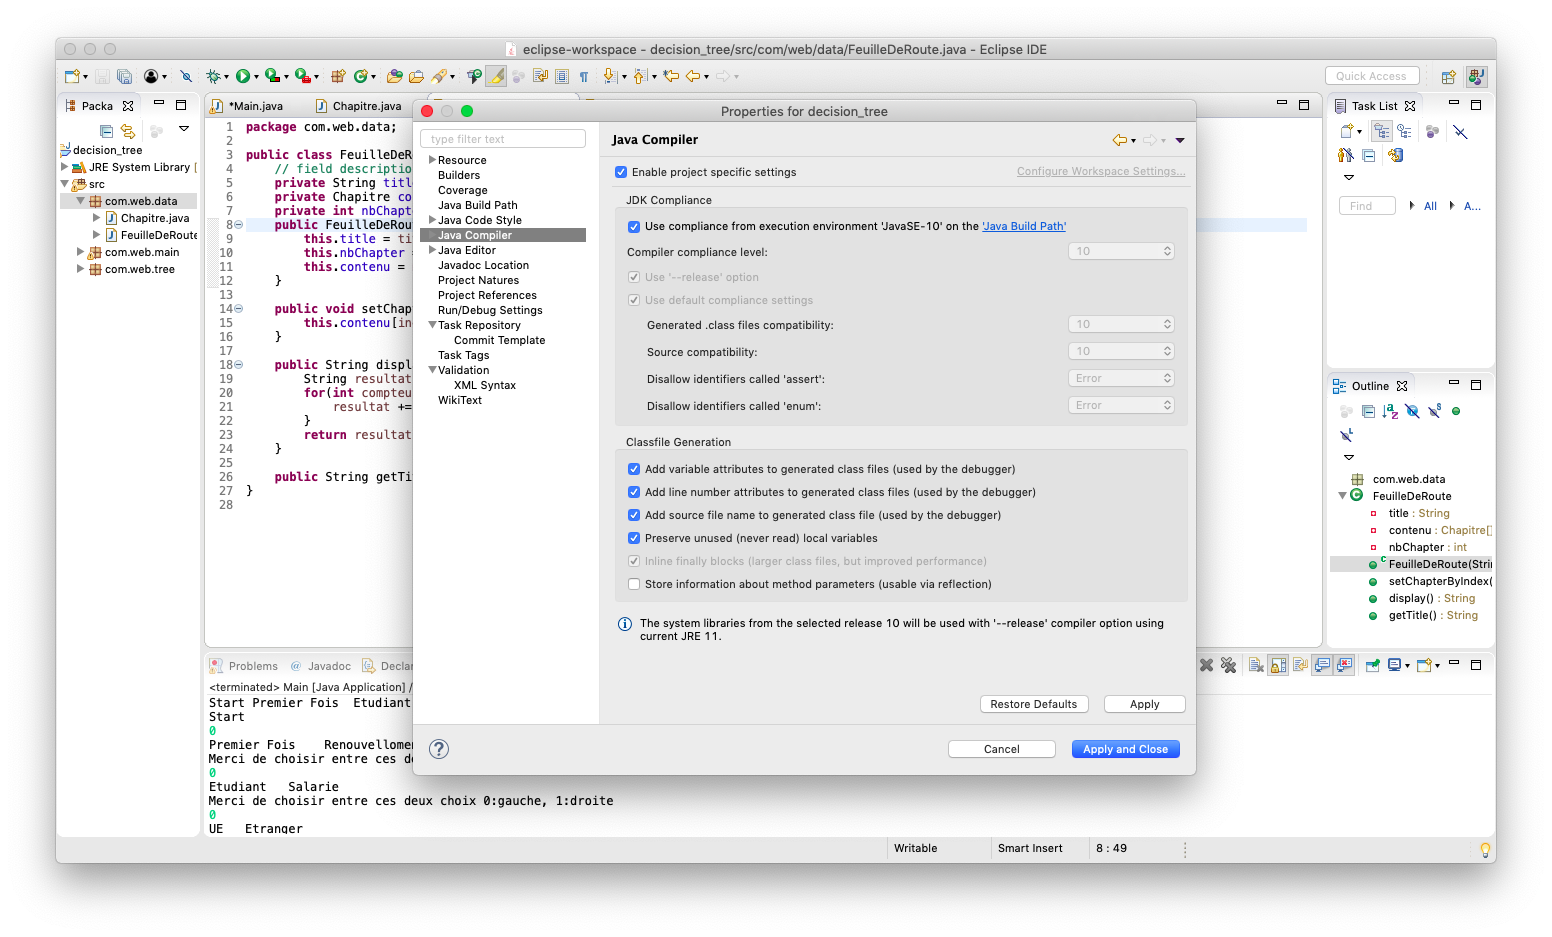 eclipse-workspace - decision_tree/src/com/web/data/FeuilleDeRoute.java - Eclipse IDE
Quick Access
Packa
decision_tree
JRE System Library [
src
com.web.data
Chapitre.java
FeuilleDeRoute
com.web.main
com.web.tree
*Main.java
Chapitre.java
1 package com.web.data;
2
3 public class FeuilleDeR
4 // field descriptio
5 private String titl
6 private Chapitre co
7 private int nbChapt
8 public FeuilleDeRou
9 this.title = ti
10 this.nbChapter =
11 this.contenu =
12 }
13
14 public void setChap
15 this.contenu[in
16 }
17
18 public String displ
19 String resultat
20 for(int compteu
21 resultat +=
22 }
23 return resultat
24 }
25
26 public String getTi
27 }
28
Properties for decision_tree
type filter text
Resource
Builders
Coverage
Java Build Path
Java Code Style
Java Compiler
Java Editor
Javadoc Location
Project Natures
Project References
Run/Debug Settings
Task Repository
Commit Template
Task Tags
Validation
XML Syntax
WikiText
Java Compiler
Enable project specific settings
Configure Workspace Settings...
JDK Compliance
Use compliance from execution environment 'JavaSE-10' on the 'Java Build Path'
Compiler compliance level: 10
Use '--release' option
Use default compliance settings
Generated .class files compatibility: 10
Source compatibility: 10
Disallow identifiers called 'assert': Error
Disallow identifiers called 'enum': Error
Classfile Generation
Add variable attributes to generated class files (used by the debugger)
Add line number attributes to generated class files (used by the debugger)
Add source file name to generated class file (used by the debugger)
Preserve unused (never read) local variables
Inline finally blocks (larger class files, but improved performance)
Store information about method parameters (usable via reflection)
The system libraries from the selected release 10 will be used with '--release' compiler option using
current JRE 11.
Restore Defaults
Apply
Cancel
Apply and Close
Task List
Find
All
A...
Outline
com.web.data
FeuilleDeRoute
title : String
contenu : Chapitre[]
nbChapter : int
FeuilleDeRoute(Stri
setChapterByIndex(
display() : String
getTitle() : String
Problems
Javadoc
Declar
<terminated> Main [Java Application] /
Start Premier Fois Etudiant
Start
0
Premier Fois Renouvellomen
Merci de choisir entre ces de
0
Etudiant Salarie
Merci de choisir entre ces deux choix 0:gauche, 1:droite
0
UE Etranger
Writable
Smart Insert
8 : 49